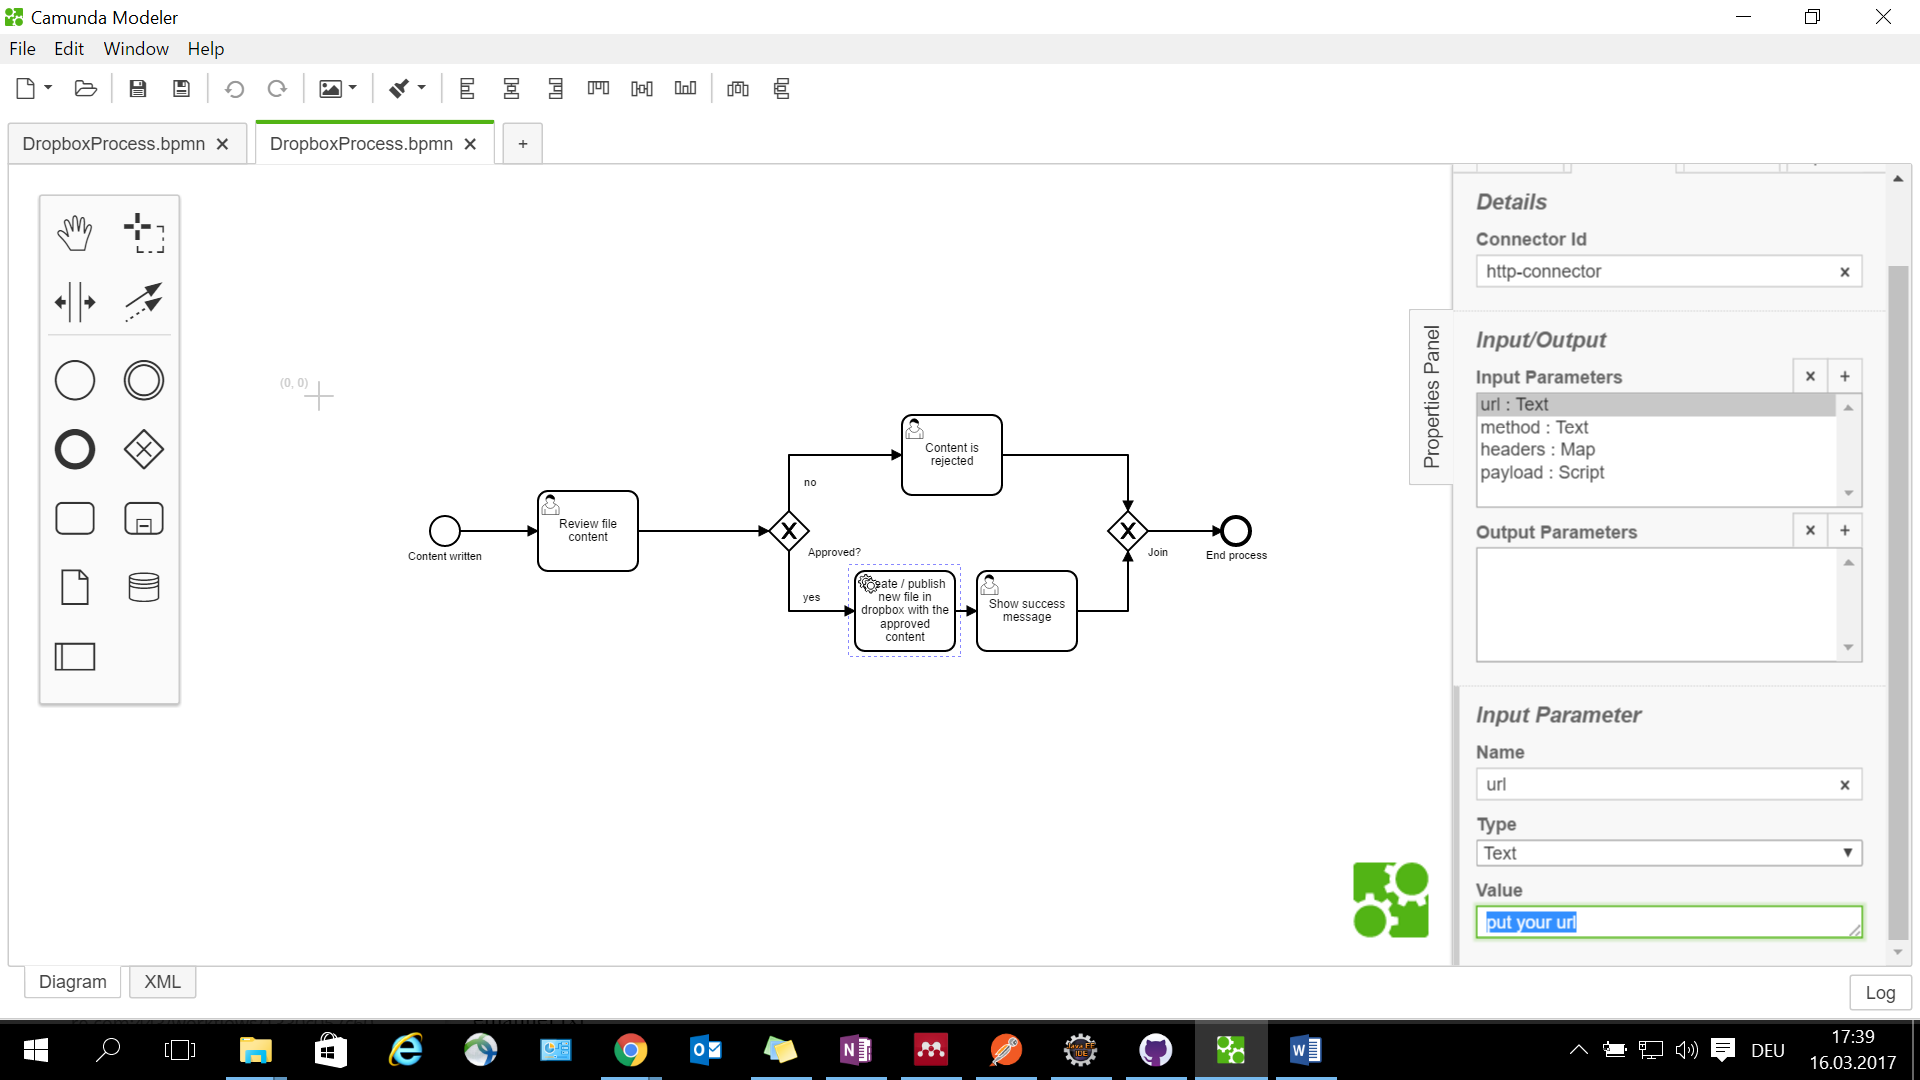 Camunda Modeler
File Edit Window Help
DropboxProcess.bpmn
DropboxProcess.bpmn
+
(0, 0)
Content written
Review file
content
no
Approved?
yes
Content is
rejected
eate / publish
new file in
dropbox with the
approved
content
Show success
message
Join
End process
Properties Panel
Details
Connector Id
http-connector
Input/Output
Input Parameters
url : Text
method : Text
headers : Map
payload : Script
Output Parameters
Input Parameter
Name
url
Type
Text
Value
put your url
Diagram XML
Log
DEU
17:39
16.03.2017